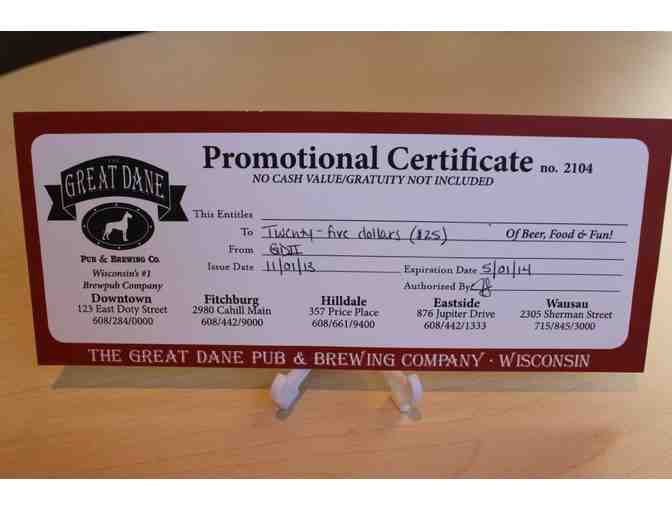 THE
GREAT DANE
PUB & BREWING CO.
Wisconsin's #1
Brewpub Company
Promotional Certificate no. 2104
NO CASH VALUE/GRATUITY NOT INCLUDED
This Entitles
To Twenty-five dollars ($25) Of Beer, Food & Fun!
From GDII
Issue Date 11/01/13 Expiration Date 5/01/14
Authorized By
Downtown
123 East Doty Street
608/284/0000
Fitchburg
2980 Cahill Main
608/442/9000
Hilldale
357 Price Place
608/661/9400
Eastside
876 Jupiter Drive
608/442/1333
Wausau
2305 Sherman Street
715/845/3000
THE GREAT DANE PUB & BREWING COMPANY · WISCONSIN